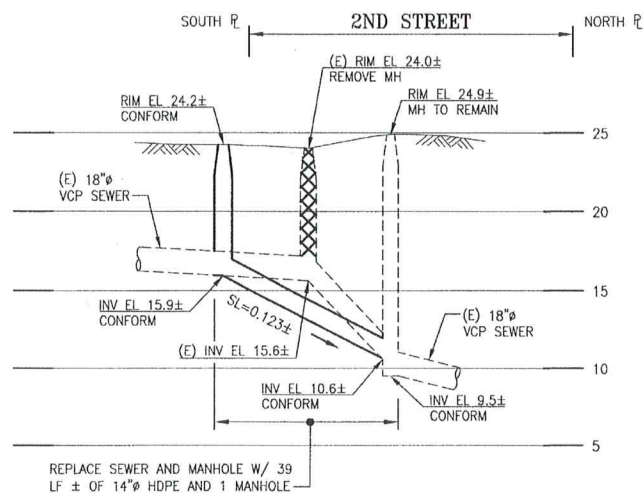 SOUTH ℄
2ND STREET
NORTH ℄
(E) RIM EL 24.0±
REMOVE MH
RIM EL 24.2±
CONFORM
RIM EL 24.9±
MH TO REMAIN
25
20
15
10
5
(E) 18"ø
VCP SEWER
INV EL 15.9±
CONFORM
SL=0.123±
(E) INV EL 15.6±
(E) 18"ø
VCP SEWER
INV EL 10.6±
CONFORM
INV EL 9.5±
CONFORM
REPLACE SEWER AND MANHOLE W/ 39
LF ± OF 14"ø HDPE AND 1 MANHOLE